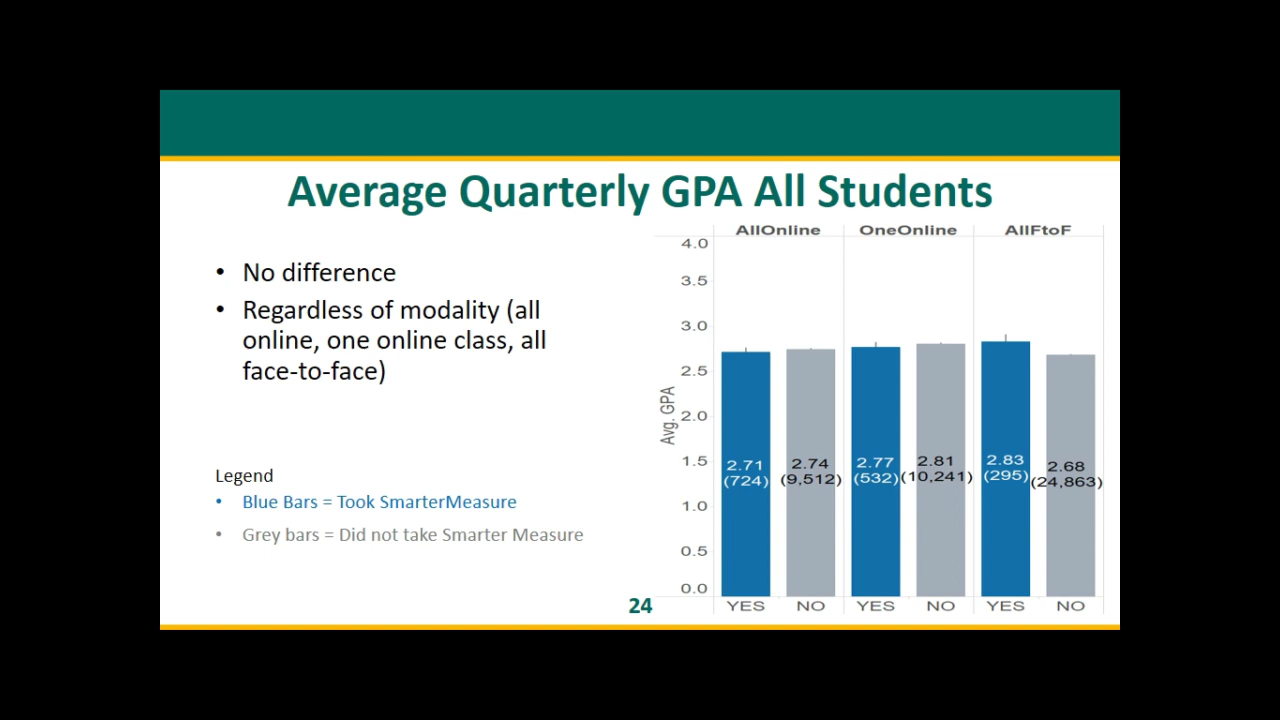 Average Quarterly GPA All Students
• No difference
• Regardless of modality (all
online, one online class, all
face-to-face)
Legend
• Blue Bars = Took SmarterMeasure
• Grey bars = Did not take Smarter Measure
24
AllOnline OneOnline AllFtoF
Avg. GPA
4.0
3.5
3.0
2.5
2.0
1.5
1.0
0.5
0.0
2.71
(724)
2.74
(9,512)
2.77
(532)
2.81
(10,241)
2.83
(295)
2.68
(24,863)
YES NO YES NO YES NO